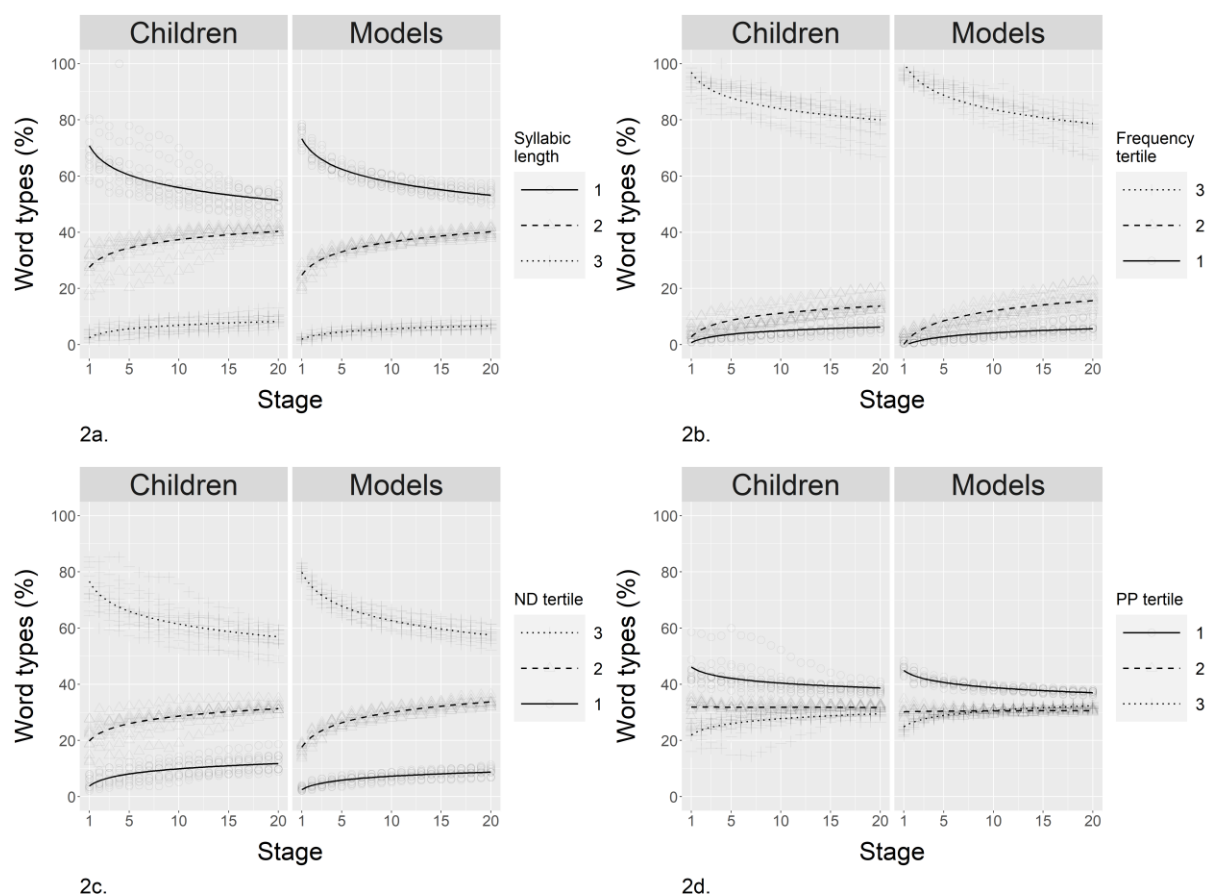 Children Models
Word types (%)
100
80
60
40
20
0
1 5 10 15 20 1 5 10 15 20
Stage
Syllabic
length
1
2
3
2a.
Children Models
Word types (%)
100
80
60
40
20
0
1 5 10 15 20 1 5 10 15 20
Stage
Frequency
tertile
3
2
1
2b.
Children Models
Word types (%)
100
80
60
40
20
0
1 5 10 15 20 1 5 10 15 20
Stage
ND tertile
3
2
1
2c.
Children Models
Word types (%)
100
80
60
40
20
0
1 5 10 15 20 1 5 10 15 20
Stage
PP tertile
1
2
3
2d.